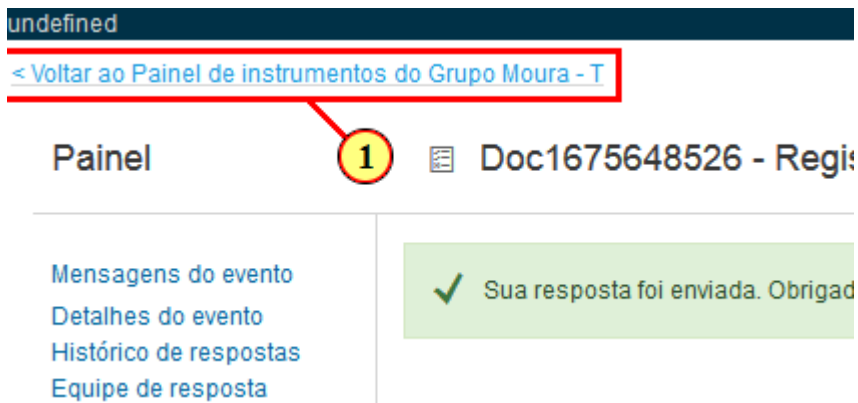 undefined
< Voltar ao Painel de instrumentos do Grupo Moura - T
Painel
1
Doc1675648526 - Regis
Mensagens do evento
Detalhes do evento
Histórico de respostas
Equipe de resposta
Sua resposta foi enviada. Obrigad